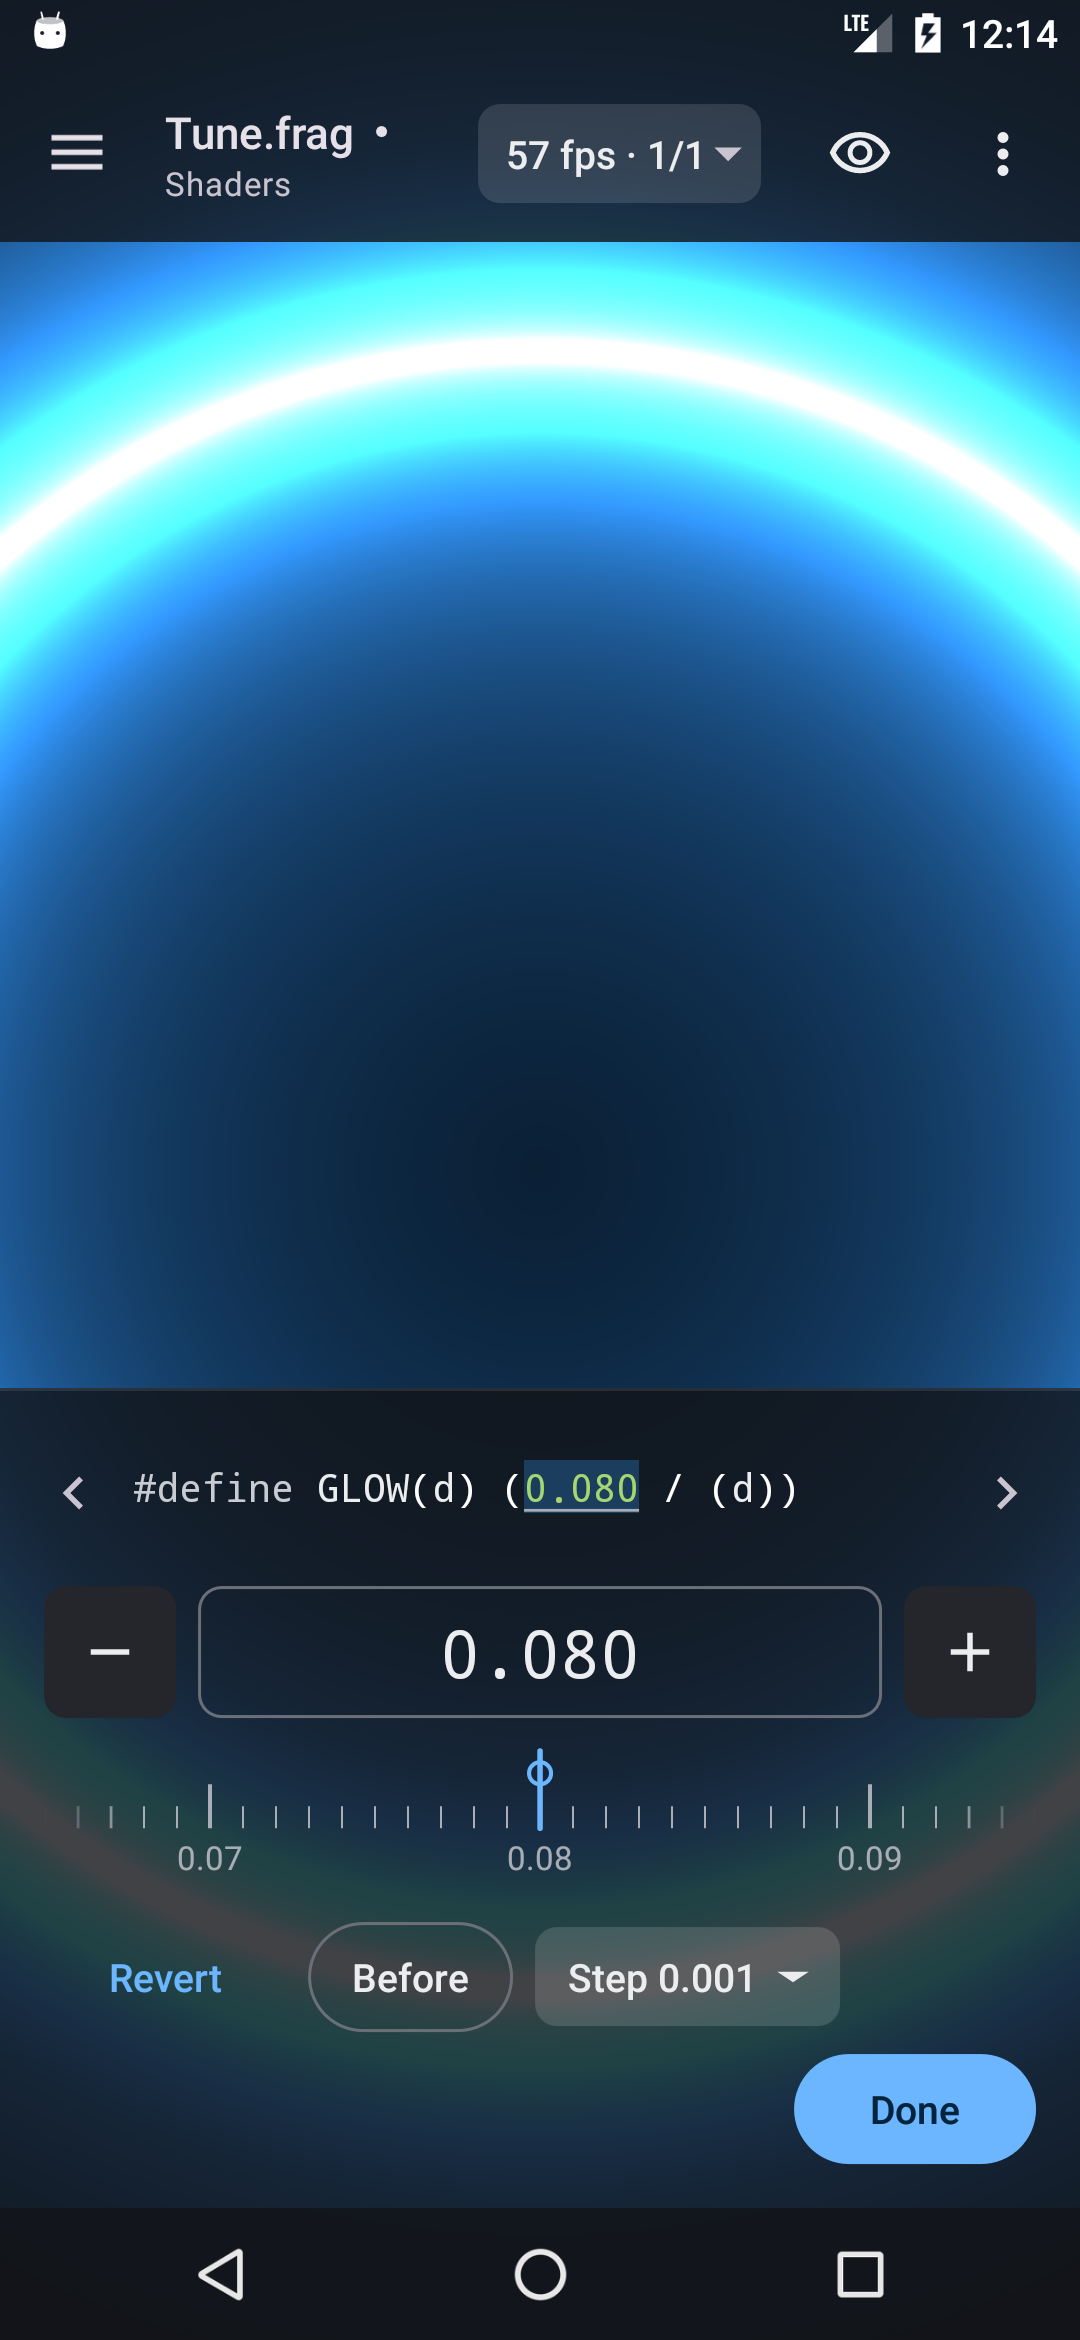 LTE 12:14
Tune.frag •
Shaders
57 fps · 1/1
#define GLOW(d) (0.080 / (d))
0.080
0.07 0.08 0.09
Revert Before Step 0.001
Done